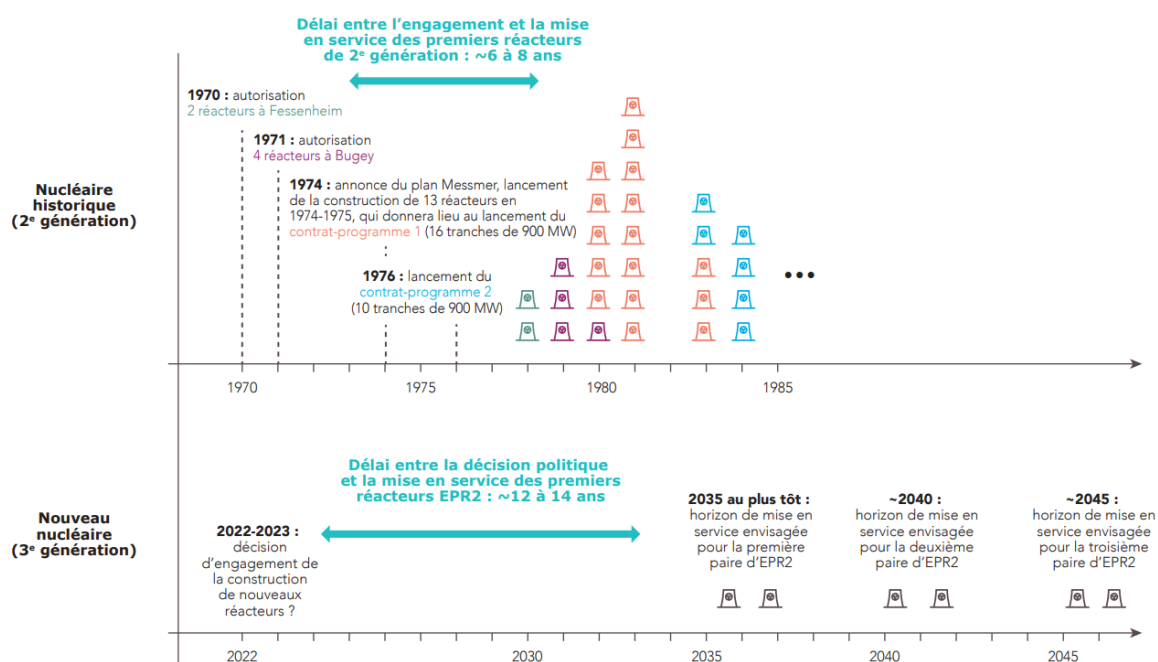 Délai entre l'engagement et la mise
en service des premiers réacteurs
de 2e génération : ~6 à 8 ans
1970 : autorisation
2 réacteurs à Fessenheim
1971 : autorisation
4 réacteurs à Bugey
Nucléaire
historique
(2e génération)
1974 : annonce du plan Messmer, lancement
de la construction de 13 réacteurs en
1974-1975, qui donnera lieu au lancement du
contrat-programme 1 (16 tranches de 900 MW)
1976 : lancement du
contrat-programme 2
(10 tranches de 900 MW)
...
1970 1975 1980 1985
Délai entre la décision politique
et la mise en service des premiers
réacteurs EPR2 : ~12 à 14 ans
Nouveau
nucléaire
(3e génération)
2022-2023 :
décision
d'engagement de
la construction
de nouveaux
réacteurs ?
2035 au plus tôt :
horizon de mise en
service envisagée
pour la première
paire d'EPR2
~2040 :
horizon de mise en
service envisagée
pour la deuxième
paire d'EPR2
~2045 :
horizon de mise en
service envisagée
pour la troisième
paire d'EPR2
2022 2030 2035 2040 2045